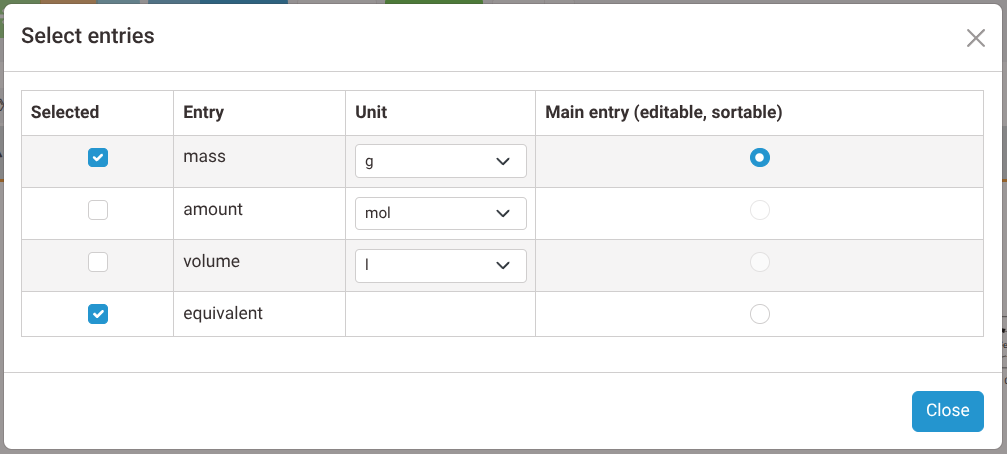 Select entries
Selected Entry Unit Main entry (editable, sortable)
mass g
amount mol
volume l
equivalent
Close